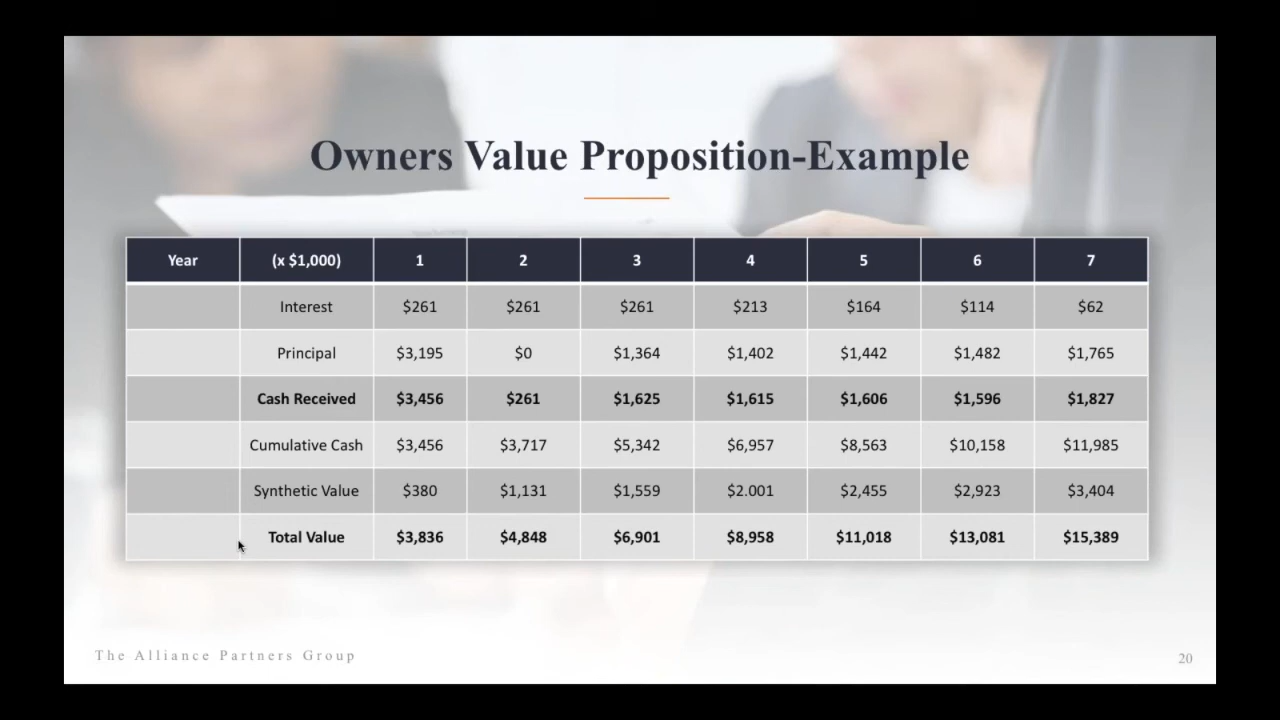 Owners Value Proposition-Example
Year (x $1,000) 1 2 3 4 5 6 7
Interest $261 $261 $261 $213 $164 $114 $62
Principal $3,195 $0 $1,364 $1,402 $1,442 $1,482 $1,765
Cash Received $3,456 $261 $1,625 $1,615 $1,606 $1,596 $1,827
Cumulative Cash $3,456 $3,717 $5,342 $6,957 $8,563 $10,158 $11,985
Synthetic Value $380 $1,131 $1,559 $2.001 $2,455 $2,923 $3,404
Total Value $3,836 $4,848 $6,901 $8,958 $11,018 $13,081 $15,389
The Alliance Partners Group 20